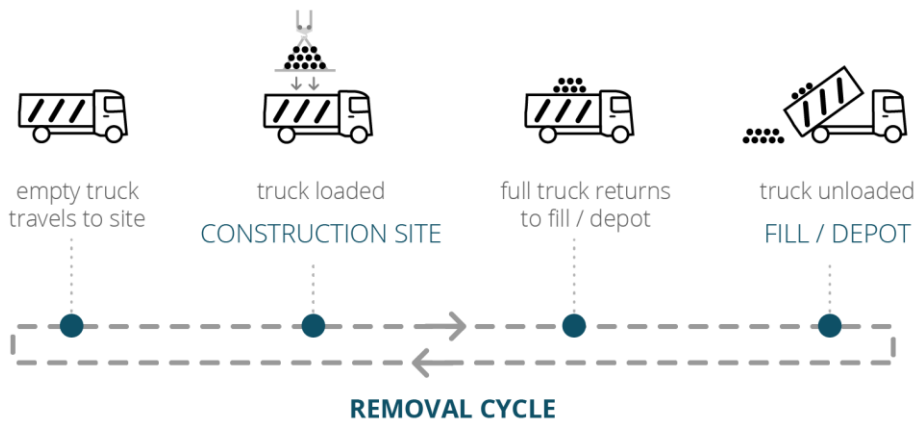 empty truck
travels to site
truck loaded
CONSTRUCTION SITE
full truck returns
to fill / depot
truck unloaded
FILL / DEPOT
REMOVAL CYCLE